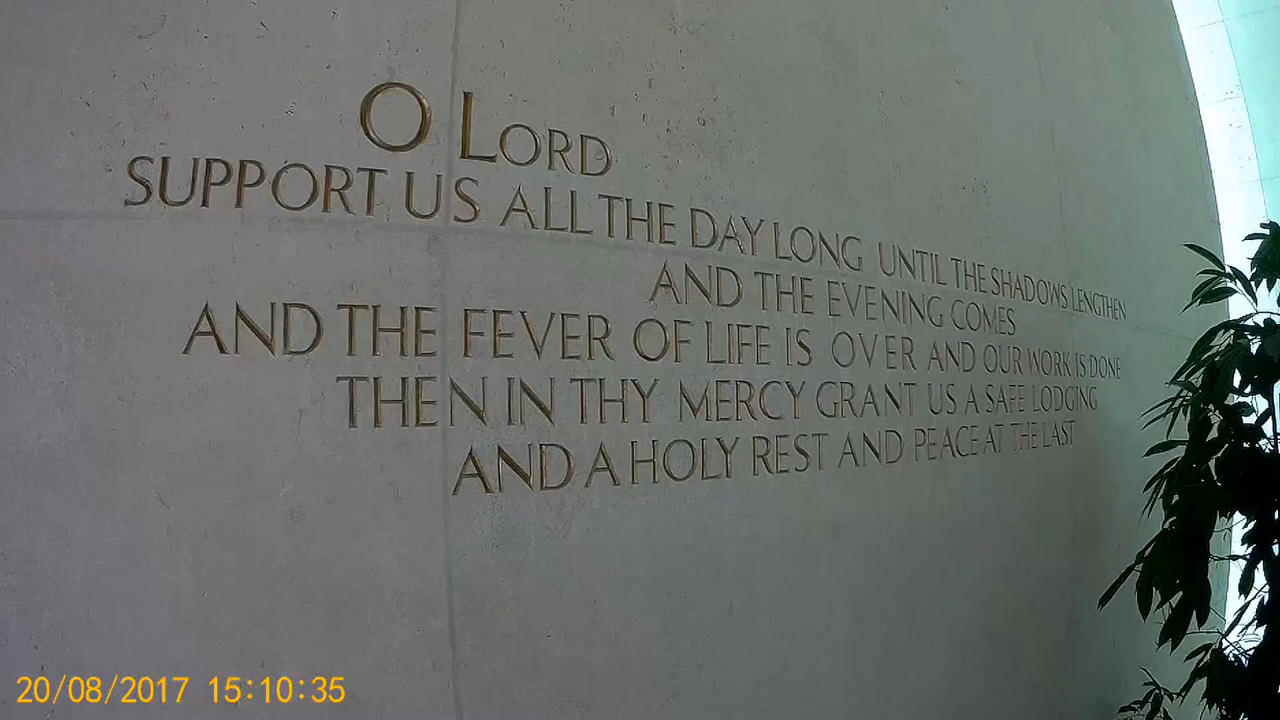 O LORD
SUPPORT US ALL THE DAY LONG UNTIL THE SHADOWS LENGTHEN
AND THE EVENING COMES
AND THE FEVER OF LIFE IS OVER AND OUR WORK IS DONE
THEN IN THY MERCY GRANT US A SAFE LODGING
AND A HOLY REST AND PEACE AT THE LAST
20/08/2017 15:10:35